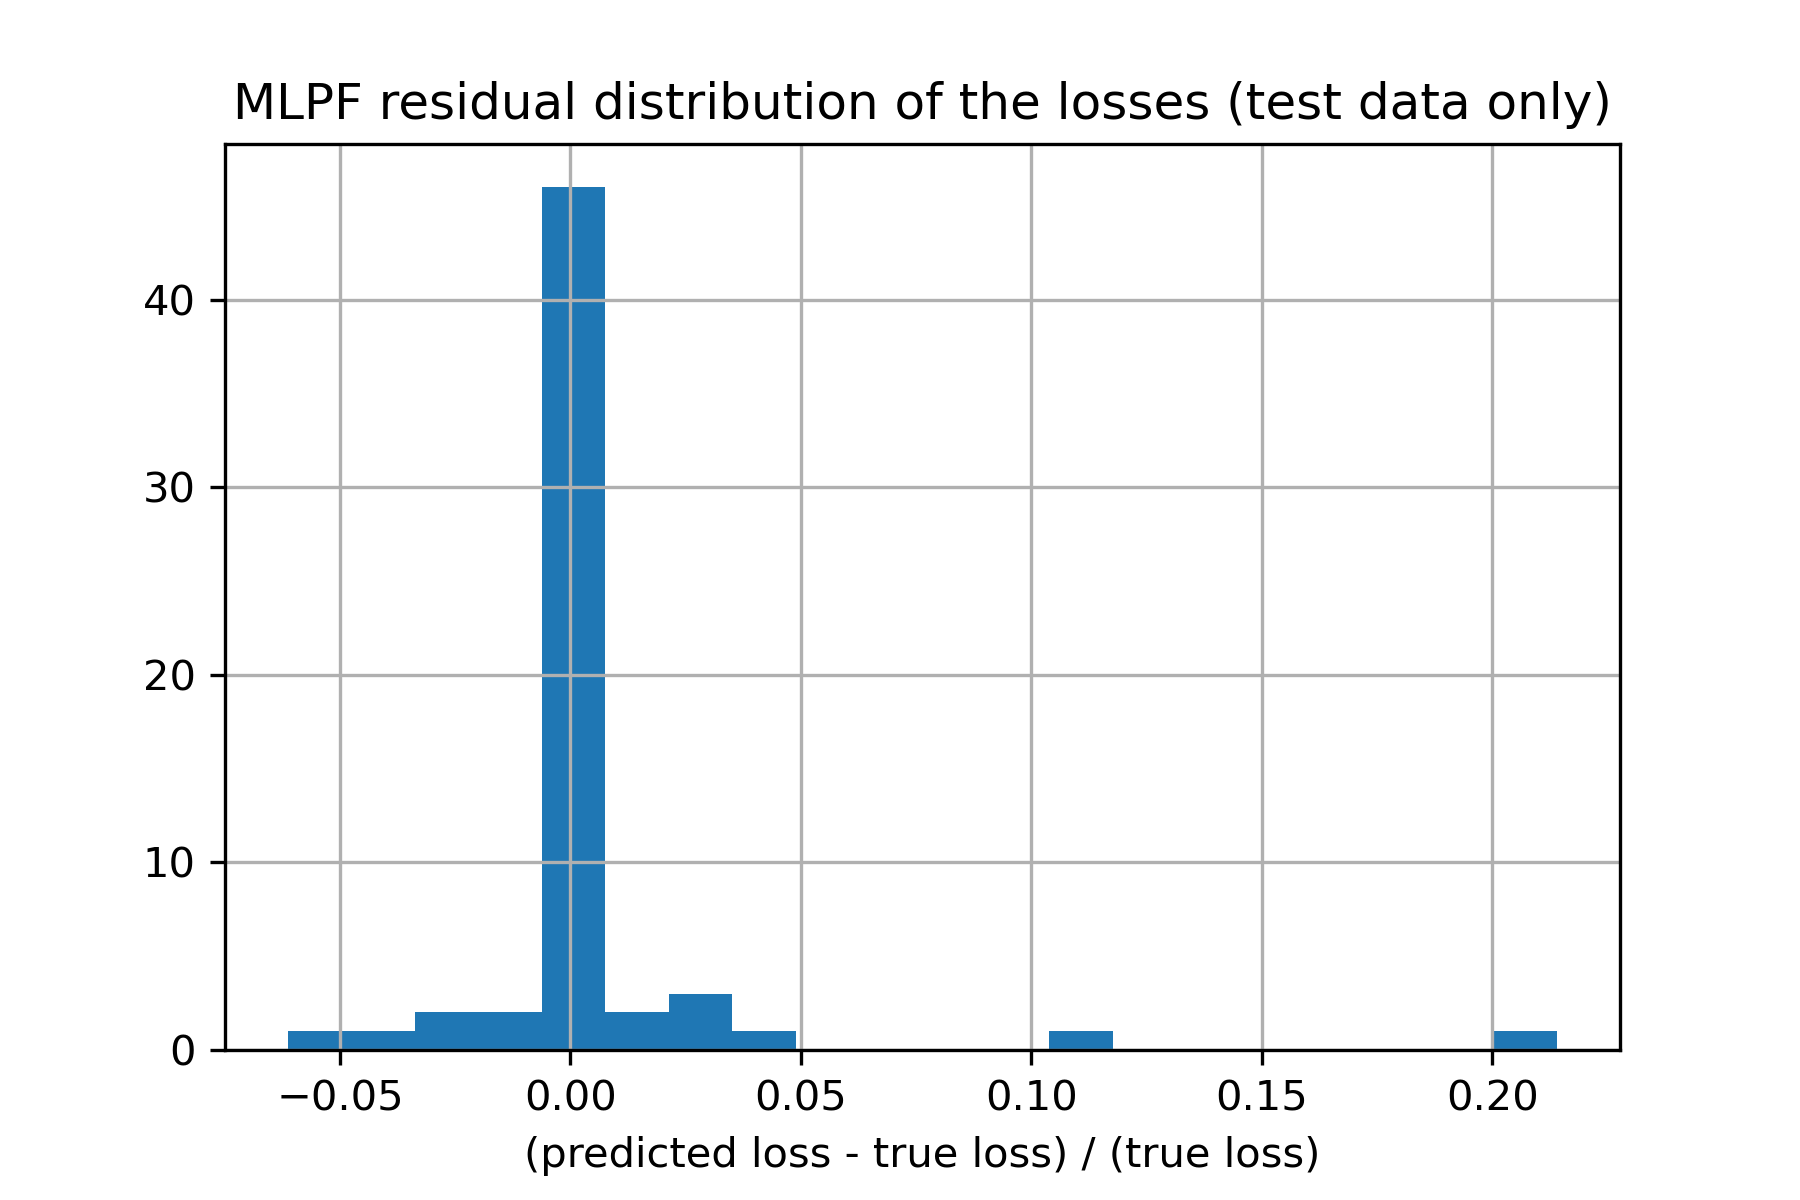 MLPF residual distribution of the losses (test data only)
40
30
20
10
0
−0.05 0.00 0.05 0.10 0.15 0.20
(predicted loss - true loss) / (true loss)